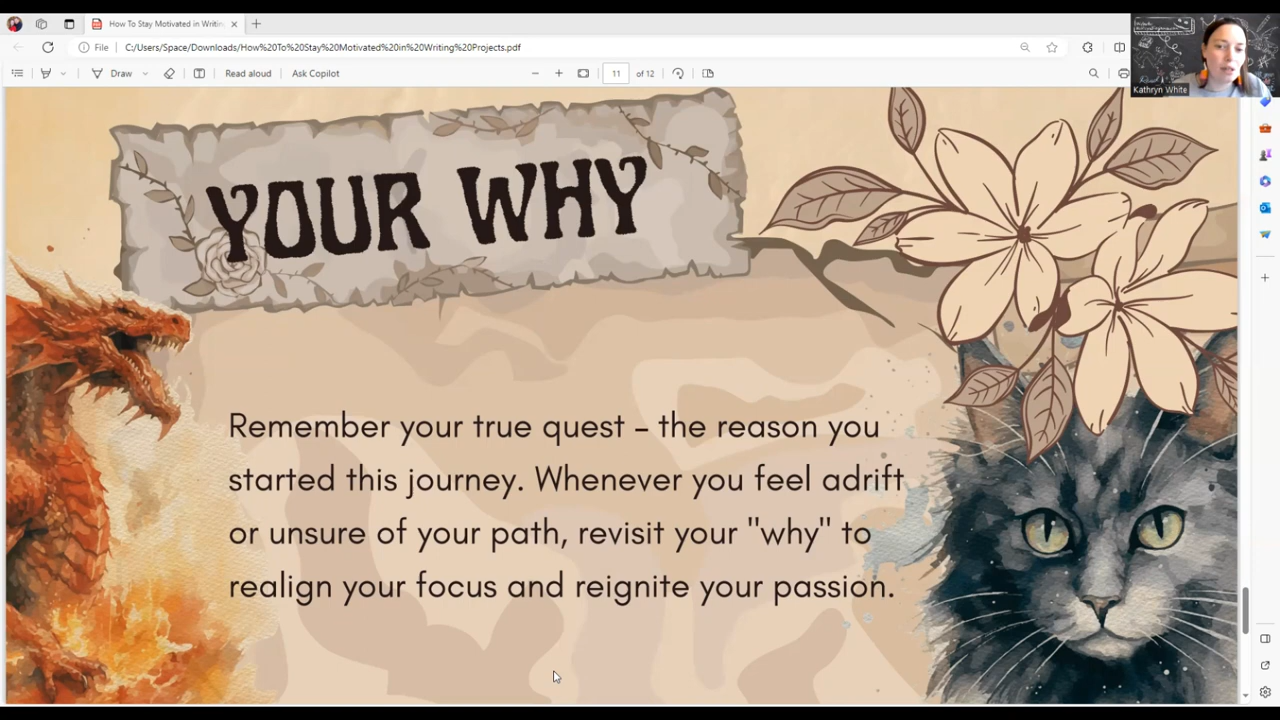 How To Stay Motivated in Writin
File
C:/Users/Space/Downloads/How%20To%20Stay%20Motivated%20in%20Writing%20Projects.pdf
Draw
Read aloud
Ask Copilot
11
of 12
Kathryn White
YOUR WHY
Remember your true quest – the reason you
started this journey. Whenever you feel adrift
or unsure of your path, revisit your "why" to
realign your focus and reignite your passion.